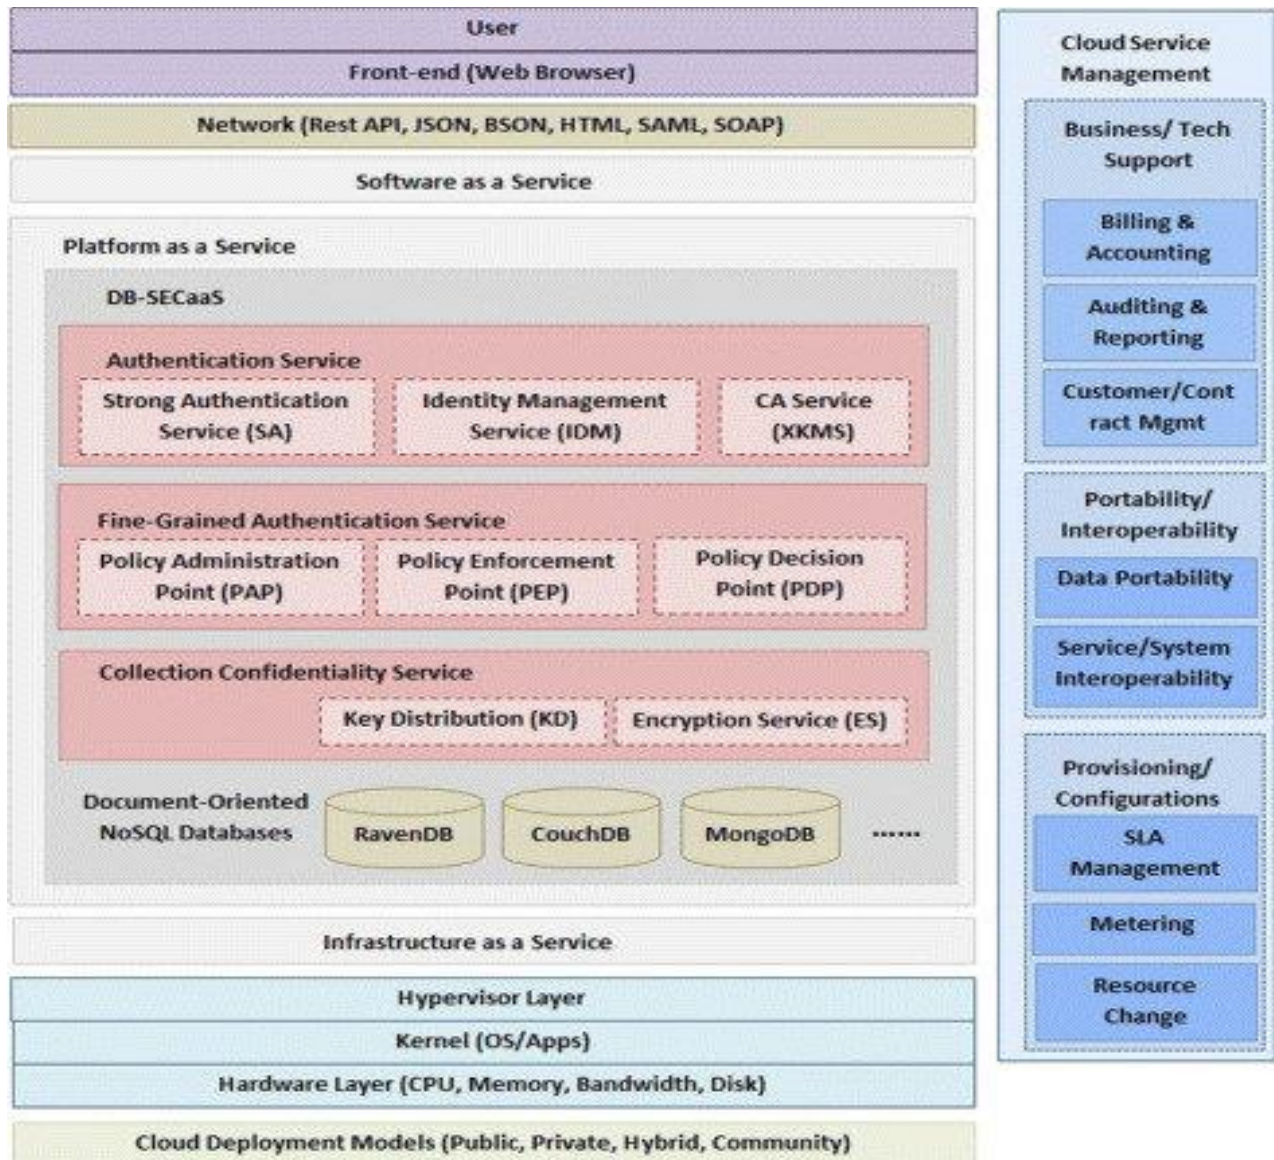 User
Front-end (Web Browser)
Network (Rest API, JSON, BSON, HTML, SAML, SOAP)
Software as a Service
Platform as a Service
DB-SECaaS
Authentication Service
Strong Authentication
Service (SA)
Identity Management
Service (IDM)
CA Service
(XKMS)
Fine-Grained Authentication Service
Policy Administration
Point (PAP)
Policy Enforcement
Point (PEP)
Policy Decision
Point (PDP)
Collection Confidentiality Service
Key Distribution (KD)
Encryption Service (ES)
Document-Oriented
NoSQL Databases
RavenDB
CouchDB
MongoDB
......
Infrastructure as a Service
Hypervisor Layer
Kernel (OS/Apps)
Hardware Layer (CPU, Memory, Bandwidth, Disk)
Cloud Deployment Models (Public, Private, Hybrid, Community)
Cloud Service
Management
Business/ Tech
Support
Billing &
Accounting
Auditing &
Reporting
Customer/Cont
ract Mgmt
Portability/
Interoperability
Data Portability
Service/System
Interoperability
Provisioning/
Configurations
SLA
Management
Metering
Resource
Change